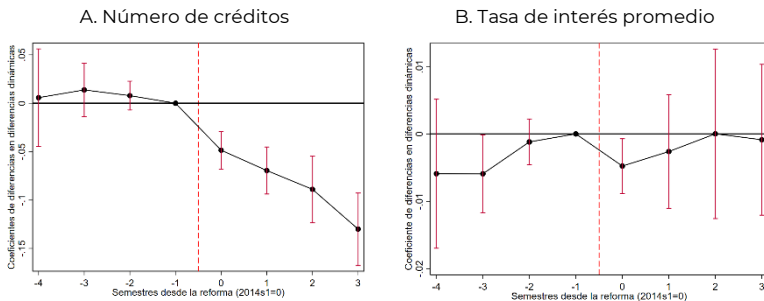 A. Número de créditos
Coeficientes de diferencias en diferencias dinámicas
.05
0
-.05
-.1
-.15
-4 -3 -2 -1 0 1 2 3
Semestres desde la reforma (2014s1=0)
B. Tasa de interés promedio
Coeficiente de diferencias en diferencias dinámicas
.01
0
-.01
-.02
-4 -3 -2 -1 0 1 2 3
Semestres desde la reforma (2014s1=0)